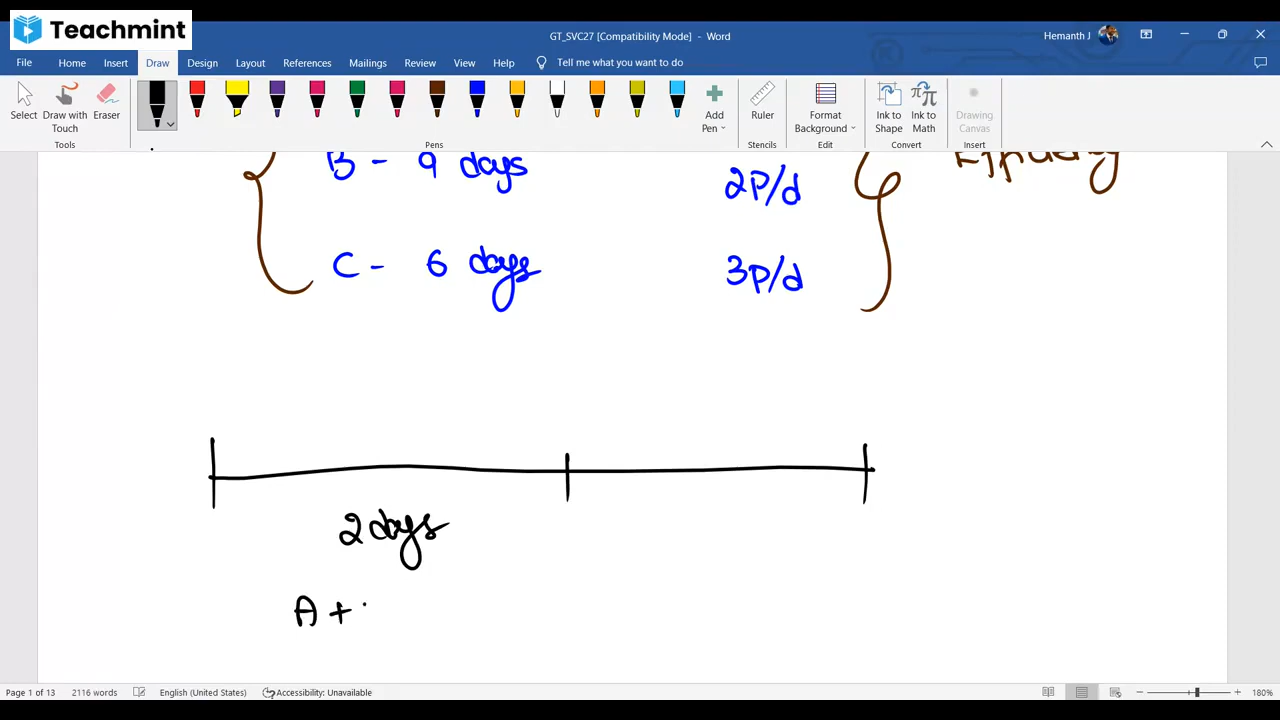 Teachmint
GT_SVC27 [Compatibility Mode] - Word
Hemanth J
File Home Insert Draw Design Layout References Mailings Review View Help Tell me what you want to do
Select Draw with Touch Eraser
Add Pen
Ruler
Format Background
Ink to Shape Ink to Math
Drawing Canvas
Tools Pens Stencils Edit Convert Insert
B - 9 days 2P/d Efficiency
C - 6 days 3P/d
2 days
A +
Page 1 of 13 2116 words English (United States) Accessibility: Unavailable 180%